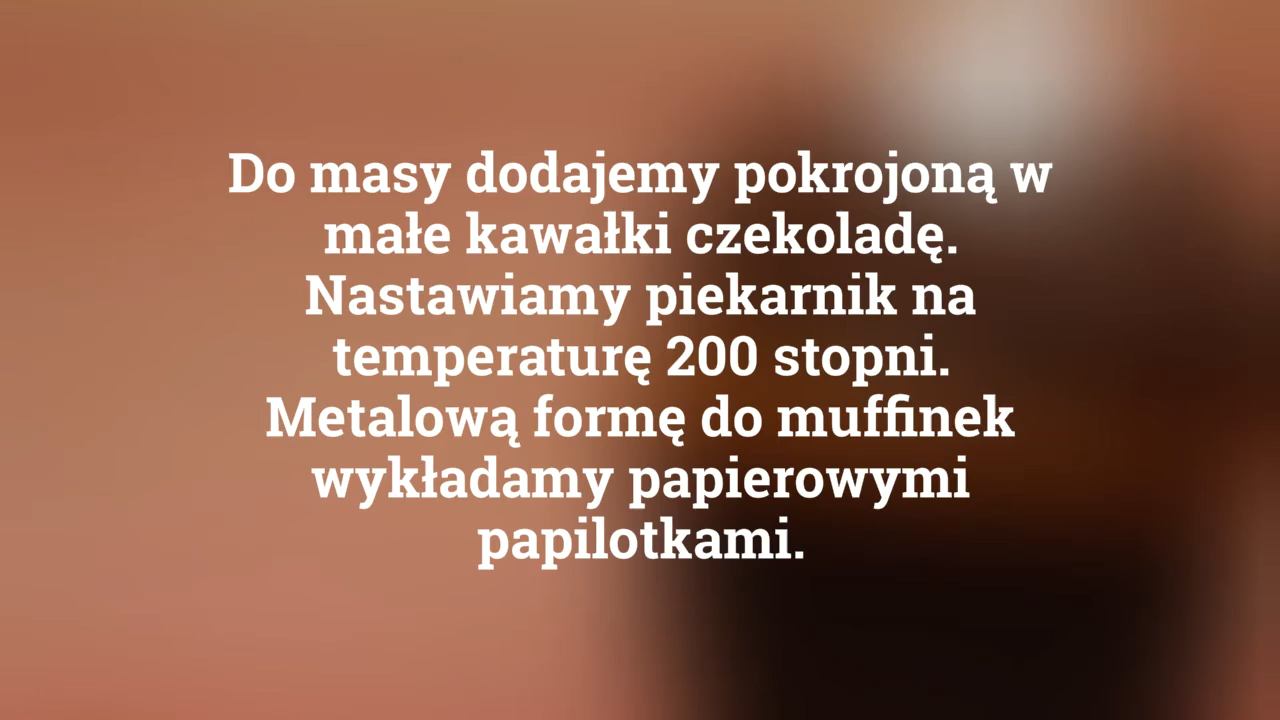 Do masy dodajemy pokrojoną w
małe kawałki czekoladę.
Nastawiamy piekarnik na
temperaturę 200 stopni.
Metalową formę do muffinek
wykładamy papierowymi
papilotkami.